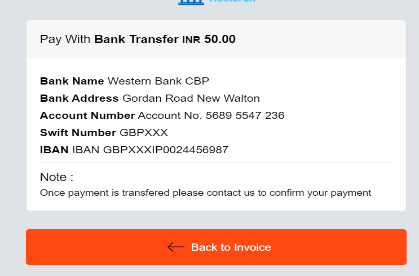 TRANSFER
Pay With Bank Transfer INR 50.00
Bank Name Western Bank CBP
Bank Address Gordan Road New Walton
Account Number Account No. 5689 5547 236
Swift Number GBPXXX
IBAN IBAN GBPXXXIP0024456987
Note :
Once payment is transfered please contact us to confirm your payment
Back to Invoice